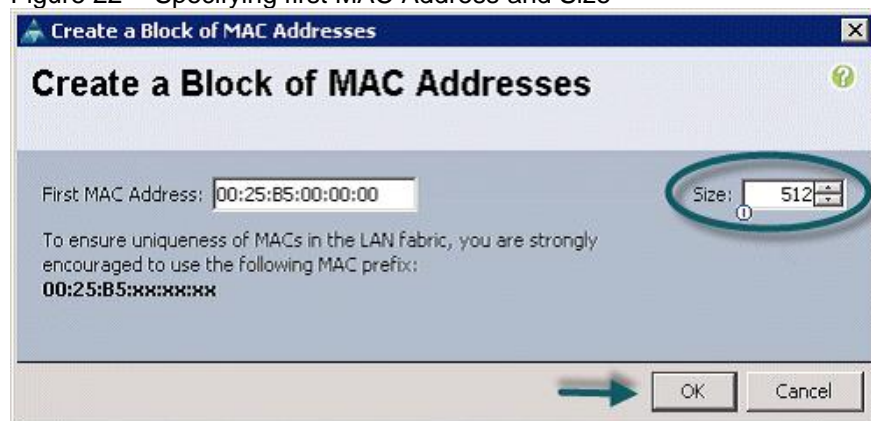 Figure 22 Specifying first MAC Address and Size
Create a Block of MAC Addresses
Create a Block of MAC Addresses
First MAC Address: 00:25:B5:00:00:00
Size: 512
To ensure uniqueness of MACs in the LAN fabric, you are strongly
encouraged to use the following MAC prefix:
00:25:B5:xx:xx:xx
OK Cancel